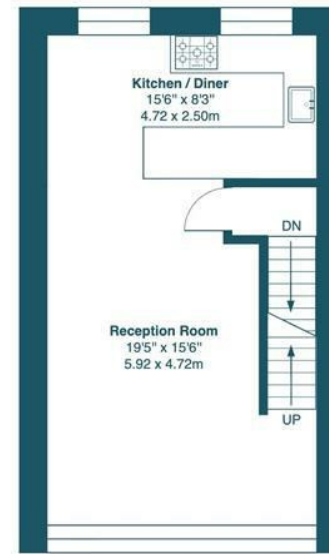 Kitchen / Diner
15'6" x 8'3"
4.72 x 2.50m
DN
Reception Room
19'5" x 15'6"
5.92 x 4.72m
UP